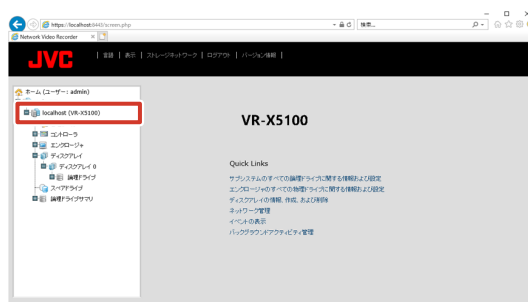 https://localhost:8443/screen.php
検索...
Network Video Recorder
JVC
言語 | 表示 | ストレージネットワーク | ログアウト | バージョン情報 |
ホーム (ユーザー: admin)
localhost (VR-X5100)
コントローラ
エンクロージャ
ディスクアレイ
ディスクアレイ 0
論理ドライブ
スペアドライブ
論理ドライブサマリ
VR-X5100
Quick Links
サブシステムのすべての論理ドライブに関する情報および設定
エンクロージャのすべての物理ドライブに関する情報および設定
ディスクアレイの情報, 作成, および削除
ネットワーク管理
イベントの表示
バックグラウンドアクティビティ管理